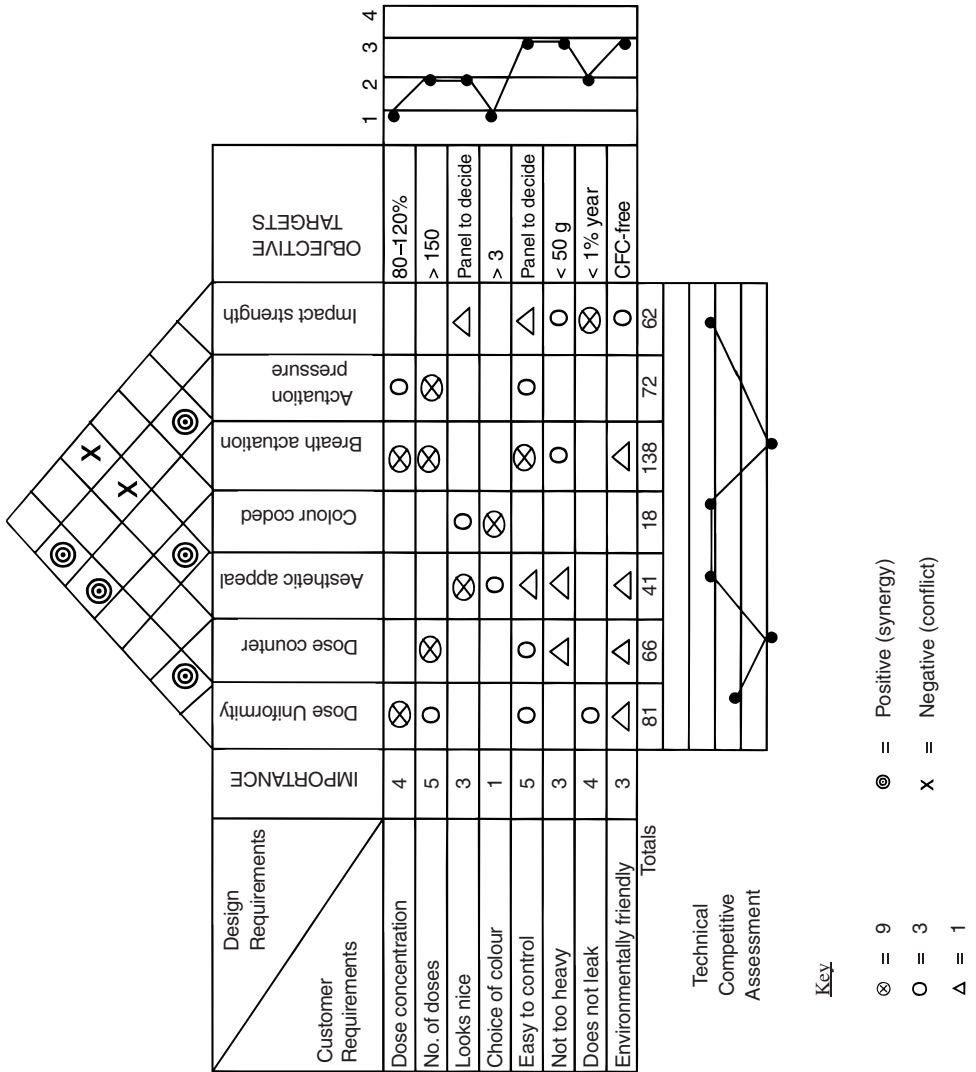 1 2 3 4
Design
Requirements
Customer
Requirements
IMPORTANCE
Dose Uniformity
Dose counter
Aesthetic appeal
Colour coded
Breath actuation
Actuation
pressure
Impact strength
OBJECTIVE
TARGETS
X
X
Dose concentration 4 80–120%
No. of doses 5 > 150
Looks nice 3 Panel to decide
Choice of colour 1 > 3
Easy to control 5 Panel to decide
Not too heavy 3 < 50 g
Does not leak 4 < 1% year
Environmentally friendly 3 CFC-free
Totals 81 66 41 18 138 72 62
Technical
Competitive
Assessment
Key
⊗ = 9
O = 3
△ = 1
◎ = Positive (synergy)
X = Negative (conflict)